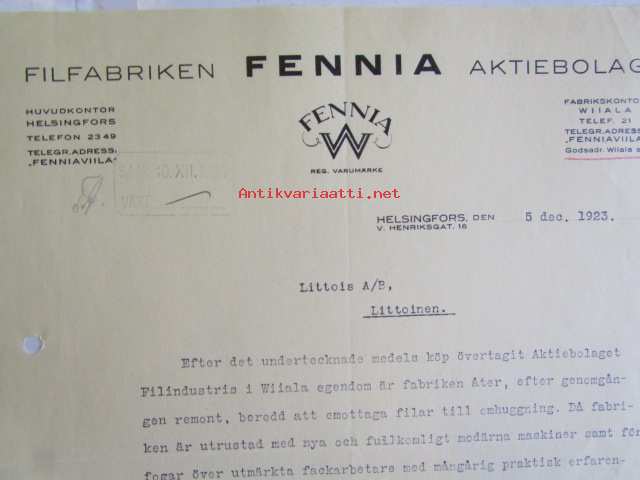 FILFABRIKEN FENNIA AKTIEBOLAG
HUVUDKONTOR
HELSINGFORS
TELEFON 2349
TELEGR. ADRESS:
„FENNIAVIILA"
FENNIA
W
REG. VARUMÄRKE
FABRIKSKONTO
WIIALA
TELEF. 21
TELEGR. ADRESS
„FENNIAVIILA"
Godsadr. Wiiala
Antikvariaatti.net
HELSINGFORS, DEN 5 dec. 1923.
V. HENRIKSGAT. 16
Littois A/B,
Littoinen.
Efter det undertecknade medels köp övertagit Aktiebolaget
Filindustris i Wiiala egendom är fabriken åter, efter genomgån-
gen remont, beredd att emottaga filar till omhuggning. Då fabri-
ken är utrustad med nya och fullkomligt modärna maskiner samt för
fogar över utmärkta fackarbetare med mångårig praktisk erfaren-